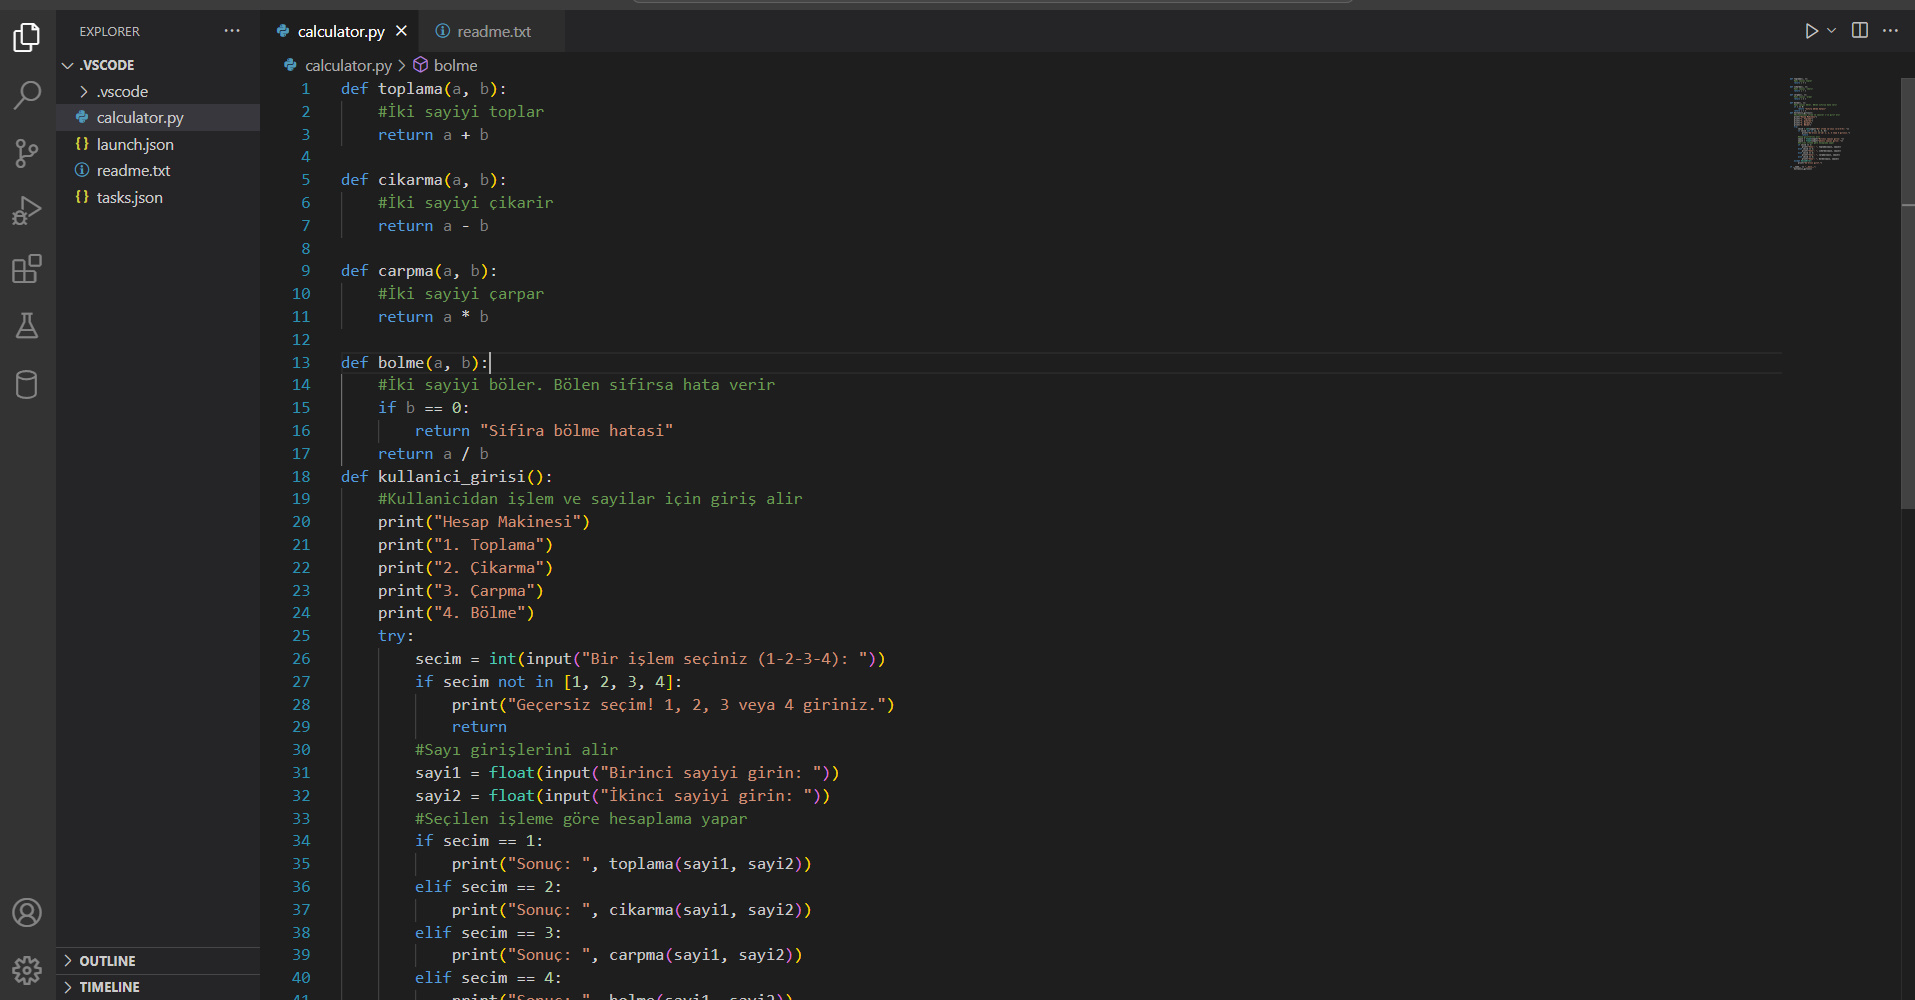 EXPLORER
.VSCODE
.vscode
calculator.py
launch.json
readme.txt
tasks.json
OUTLINE
TIMELINE
calculator.py
readme.txt
calculator.py > bolme
1 def toplama(a, b):
2 #İki sayiyi toplar
3 return a + b
4
5 def cikarma(a, b):
6 #İki sayiyi çikarir
7 return a - b
8
9 def carpma(a, b):
10 #İki sayiyi çarpar
11 return a * b
12
13 def bolme(a, b):
14 #İki sayiyi böler. Bölen sifirsa hata verir
15 if b == 0:
16 return "Sifira bölme hatasi"
17 return a / b
18 def kullanici_girisi():
19 #Kullanicidan işlem ve sayilar için giriş alir
20 print("Hesap Makinesi")
21 print("1. Toplama")
22 print("2. Çikarma")
23 print("3. Çarpma")
24 print("4. Bölme")
25 try:
26 secim = int(input("Bir işlem seçiniz (1-2-3-4): "))
27 if secim not in [1, 2, 3, 4]:
28 print("Geçersiz seçim! 1, 2, 3 veya 4 giriniz.")
29 return
30 #Sayı girişlerini alir
31 sayi1 = float(input("Birinci sayiyi girin: "))
32 sayi2 = float(input("İkinci sayiyi girin: "))
33 #Seçilen işleme göre hesaplama yapar
34 if secim == 1:
35 print("Sonuç: ", toplama(sayi1, sayi2))
36 elif secim == 2:
37 print("Sonuç: ", cikarma(sayi1, sayi2))
38 elif secim == 3:
39 print("Sonuç: ", carpma(sayi1, sayi2))
40 elif secim == 4:
41 print("Sonuç: ", bolme(sayi1, sayi2))